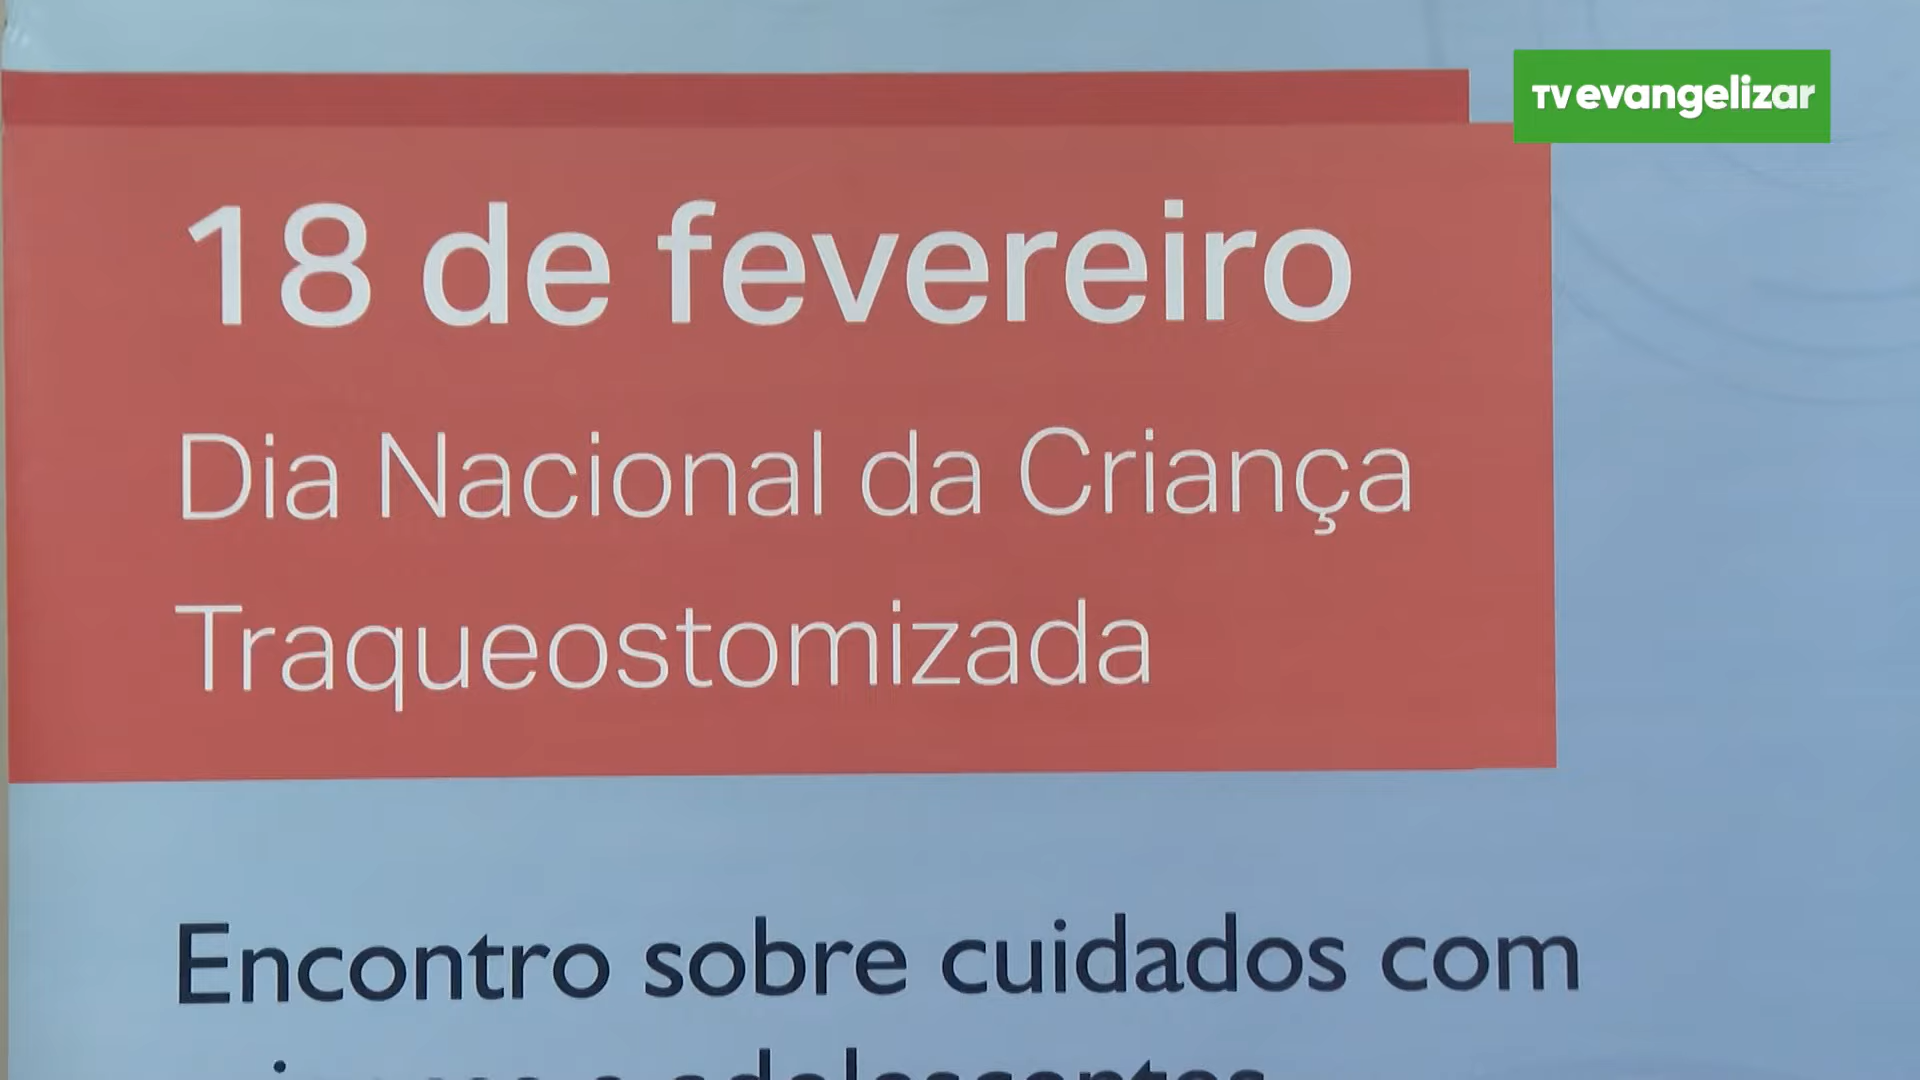 TVevangelizar
18 de fevereiro
Dia Nacional da Criança
Traqueostomizada
Encontro sobre cuidados com